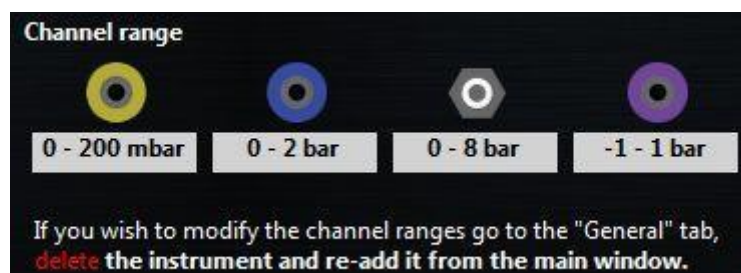 Channel range
0 - 200 mbar
0 - 2 bar
0 - 8 bar
-1 - 1 bar
If you wish to modify the channel ranges go to the "General" tab,
delete the instrument and re-add it from the main window.